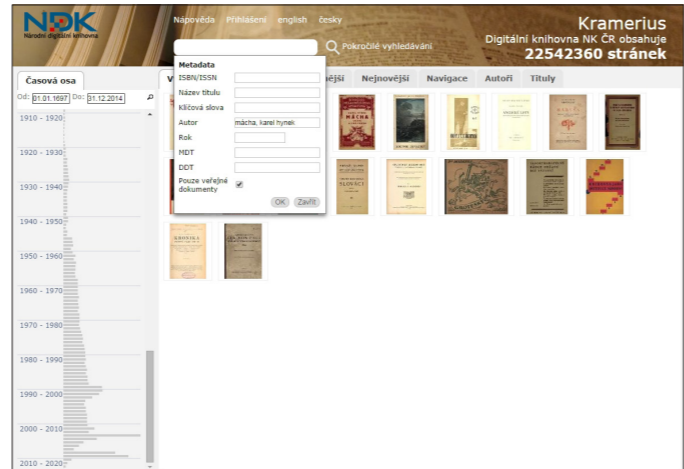 NDK
Národní digitální knihovna
Nápověda Přihlášení english česky
Pokročilé vyhledávání
Kramerius
Digitální knihovna NK ČR obsahuje
22542360 stránek
Časová osa
Nejnovější Navigace Autoři Tituly
Od: 01.01.1697 Do: 31.12.2014
Metadata
ISBN/ISSN
Název titulu
Klíčová slova
Autor mácha, karel hynek
Rok
MDT
DDT
Pouze veřejné
dokumenty
OK Zavřít
1910 - 1920
1920 - 1930
1930 - 1940
1940 - 1950
1950 - 1960
1960 - 1970
1970 - 1980
1980 - 1990
1990 - 2000
2000 - 2010
2010 - 2020
MÁCHA
SLOVÁCI
KRONIKA